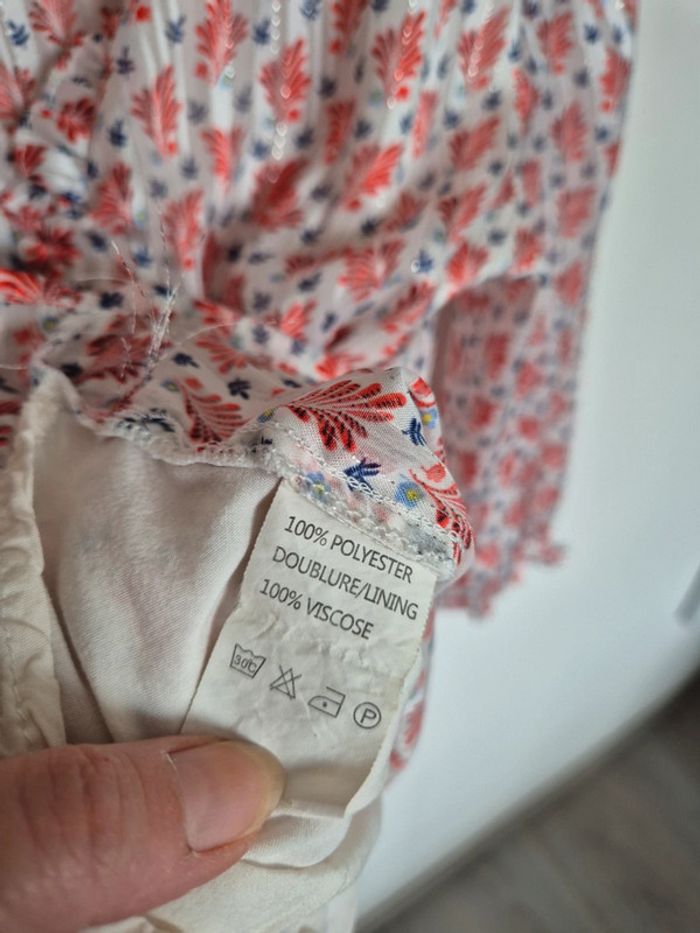 100% POLYESTER
DOUBLURE/LINING
100% VISCOSE
30°C
P